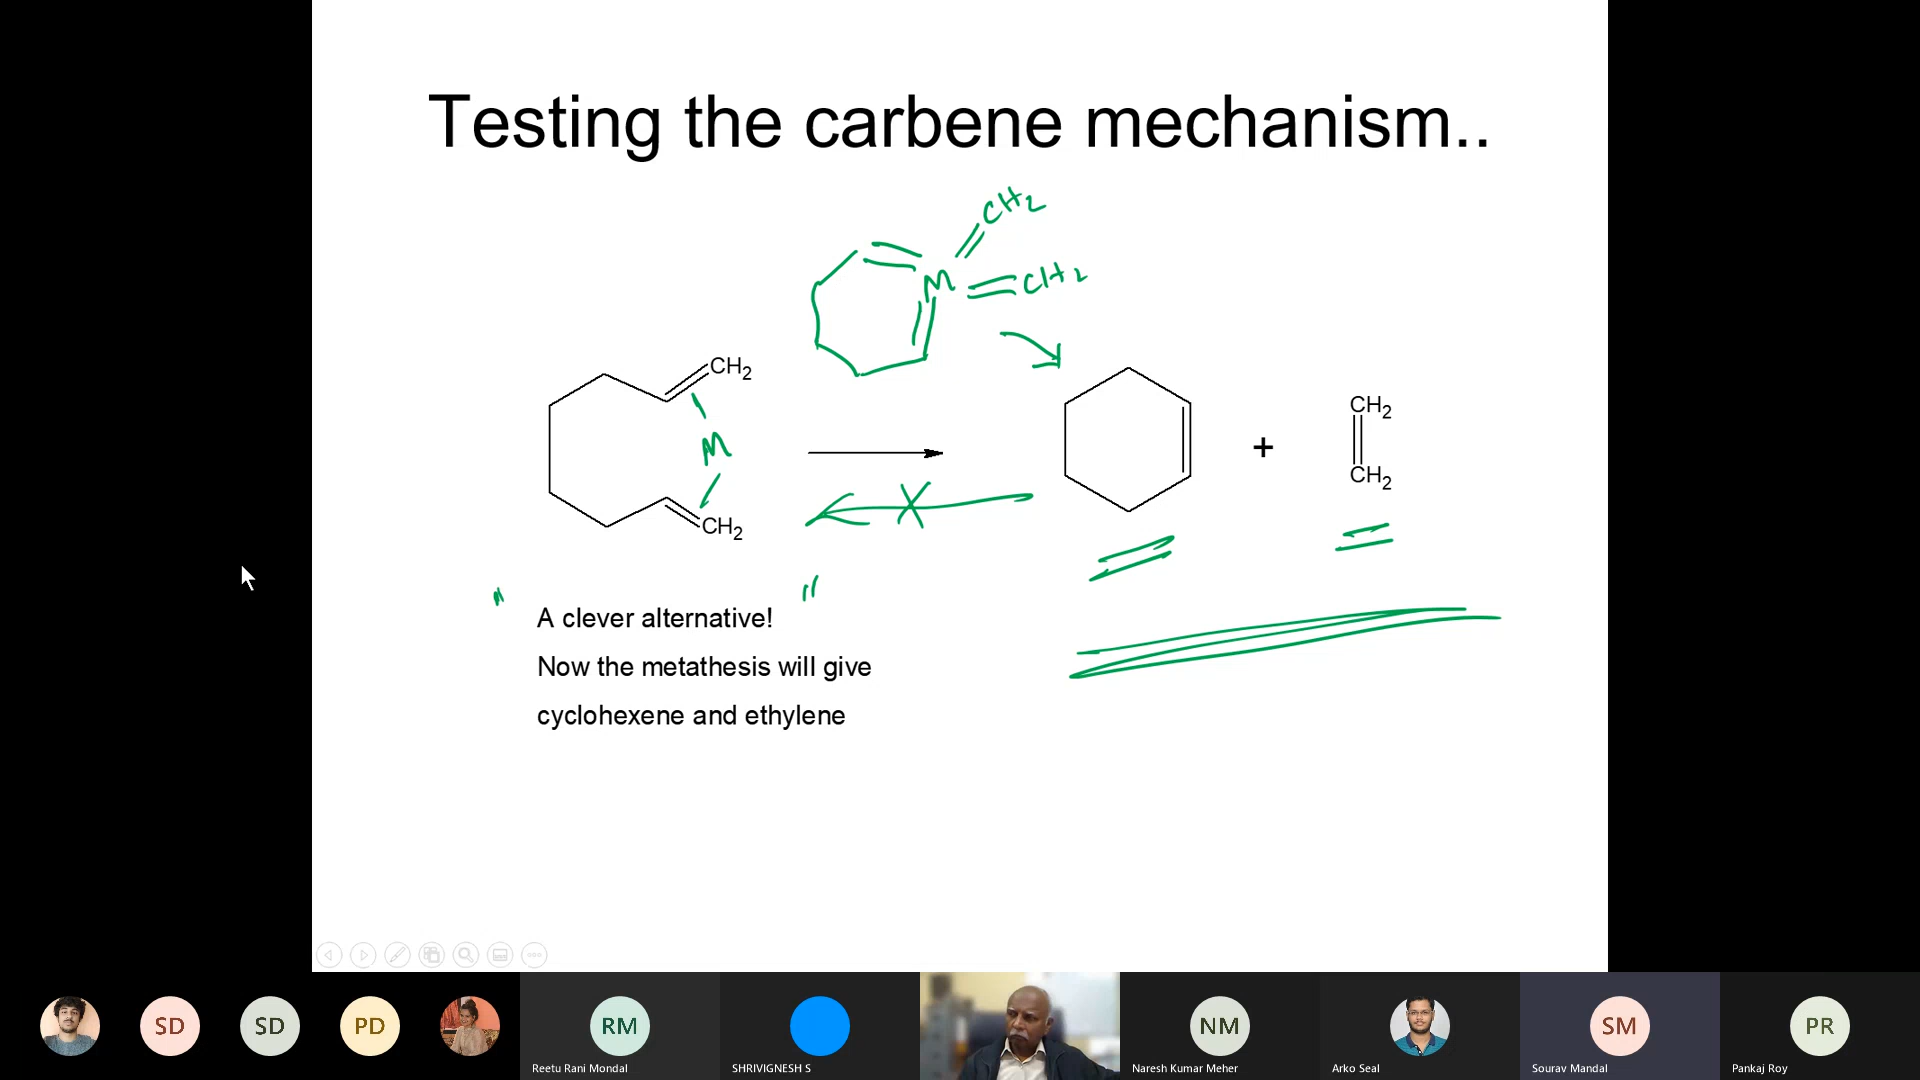 Testing the carbene mechanism..
CH2
M
CH2
CH2
M
CH2
+
CH2
CH2
" "
A clever alternative!
Now the metathesis will give
cyclohexene and ethylene
SD
SD
PD
RM
NM
SM
PR
Reetu Rani Mondal
SHRIVIGNESH S
Naresh Kumar Meher
Arko Seal
Sourav Mandal
Pankaj Roy